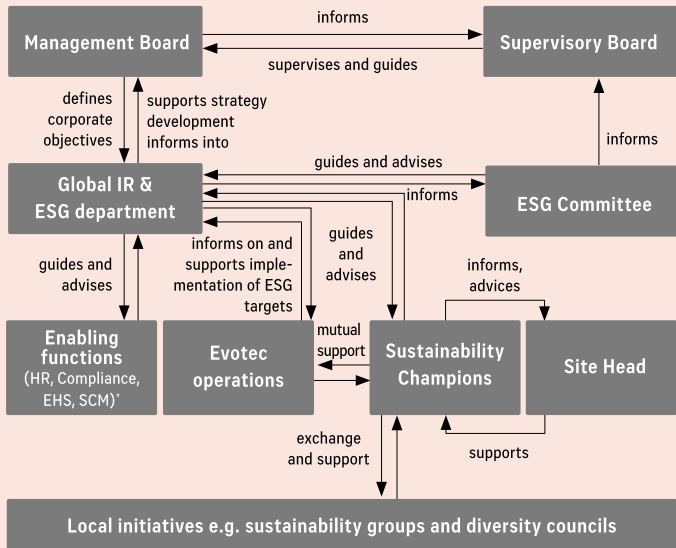 informs
Management Board
Supervisory Board
supervises and guides
defines
corporate
objectives
supports strategy
development
informs into
informs
guides and advises
Global IR &
ESG department
informs
ESG Committee
guides and
advises
informs on and
supports imple-
mentation of ESG
targets
guides
and
advises
informs,
advices
Enabling
functions
(HR, Compliance,
EHS, SCM)*
Evotec
operations
mutual
support
Sustainability
Champions
Site Head
exchange
and support
supports
Local initiatives e.g. sustainability groups and diversity councils